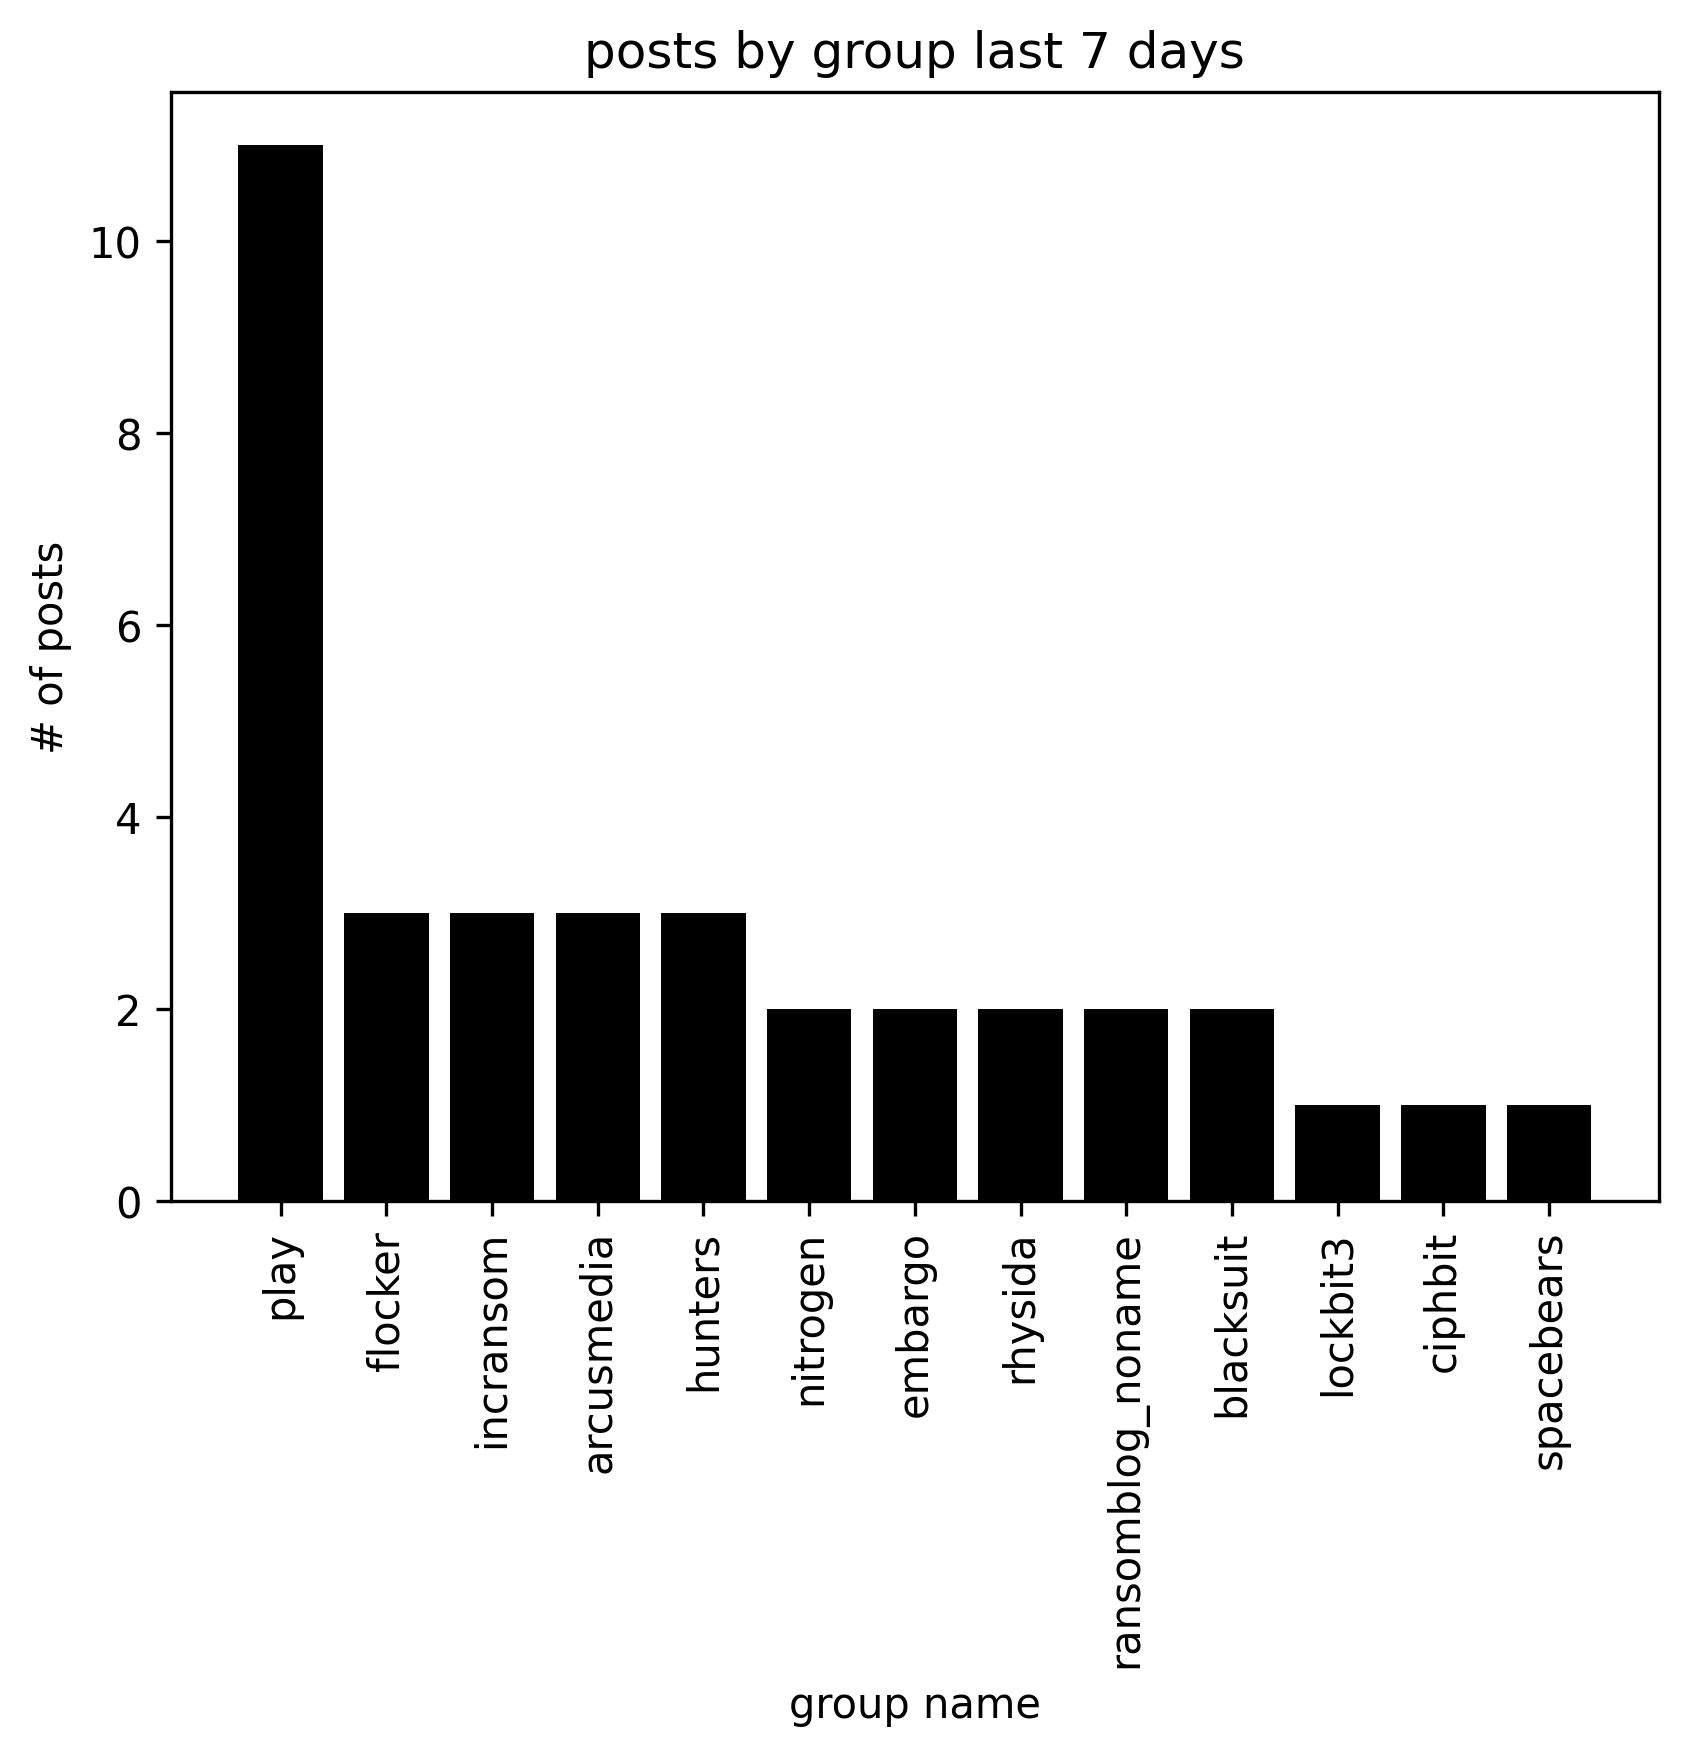 posts by group last 7 days
# of posts
10
8
6
4
2
0
play
flocker
incransom
arcusmedia
hunters
nitrogen
embargo
rhysida
ransomblog_noname
blacksuit
lockbit3
ciphbit
spacebears
group name